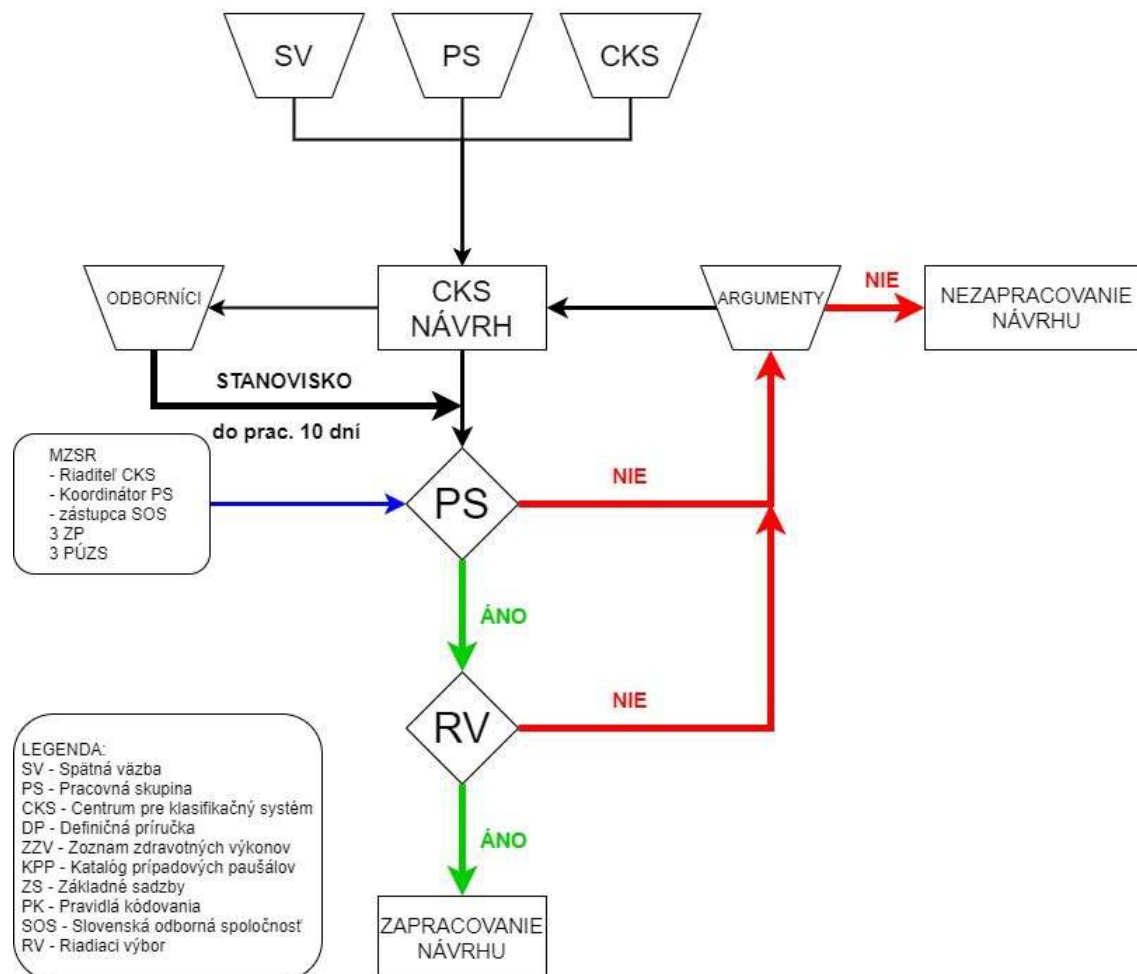 SV
PS
CKS
ODBORNÍCI
CKS
NÁVRH
ARGUMENTY
NIE
NEZAPRACOVANIE
NÁVRHU
STANOVISKO
do prac. 10 dní
MZSR
- Riaditeľ CKS
- Koordinátor PS
- zástupca SOS
3 ZP
3 PÚZS
PS
NIE
ÁNO
RV
NIE
ÁNO
ZAPRACOVANIE
NÁVRHU
LEGENDA:
SV - Spätná väzba
PS - Pracovná skupina
CKS - Centrum pre klasifikačný systém
DP - Definičná príručka
ZZV - Zoznam zdravotných výkonov
KPP - Katalóg prípadových paušálov
ZS - Základné sadzby
PK - Pravidlá kódovania
SOS - Slovenská odborná spoločnosť
RV - Riadiaci výbor